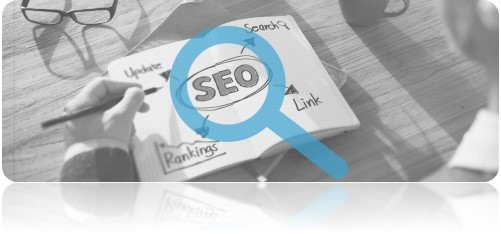 Search
Update
SEO
Link
Rankings